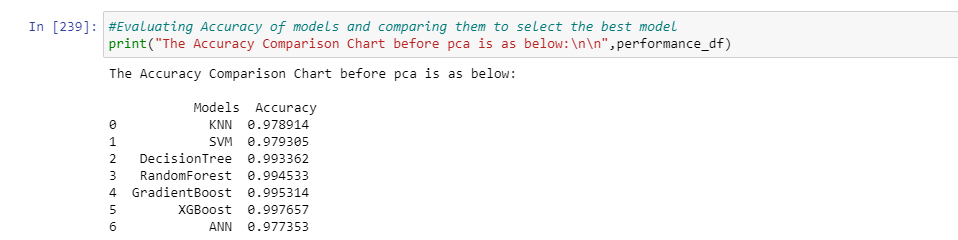 In [239]: #Evaluating Accuracy of models and comparing them to select the best model
print("The Accuracy Comparison Chart before pca is as below:\n\n",performance_df)
The Accuracy Comparison Chart before pca is as below:
Models Accuracy
0 KNN 0.978914
1 SVM 0.979305
2 DecisionTree 0.993362
3 RandomForest 0.994533
4 GradientBoost 0.995314
5 XGBoost 0.997657
6 ANN 0.977353